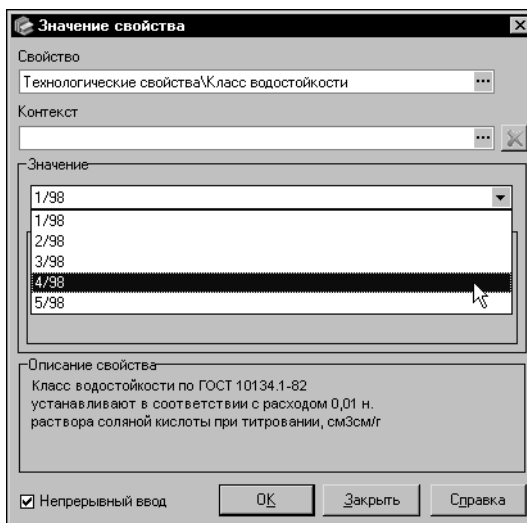 Значение свойства
Свойство
Технологические свойства\Класс водостойкости
Контекст
Значение
1/98
1/98
2/98
3/98
4/98
5/98
Описание свойства
Класс водостойкости по ГОСТ 10134.1-82
устанавливают в соответствии с расходом 0,01 н.
раствора соляной кислоты при титровании, см3см/г
Непрерывный ввод
OK
Закрыть
Справка